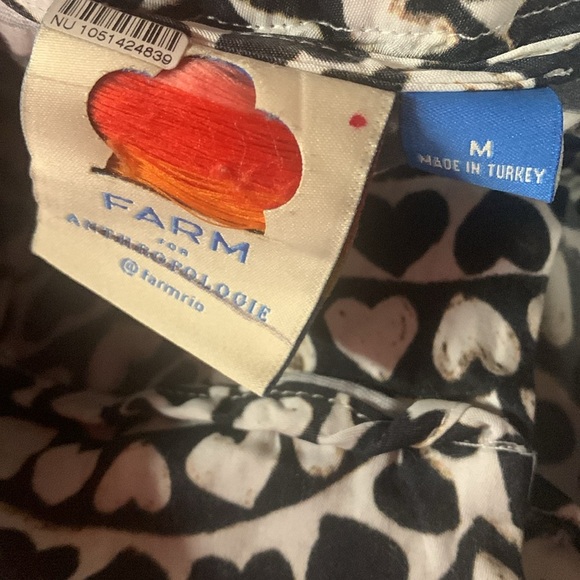 NU 1051424839
FARM
FOR
ANTHROPOLOGIE
@farmrio
M
MADE IN TURKEY